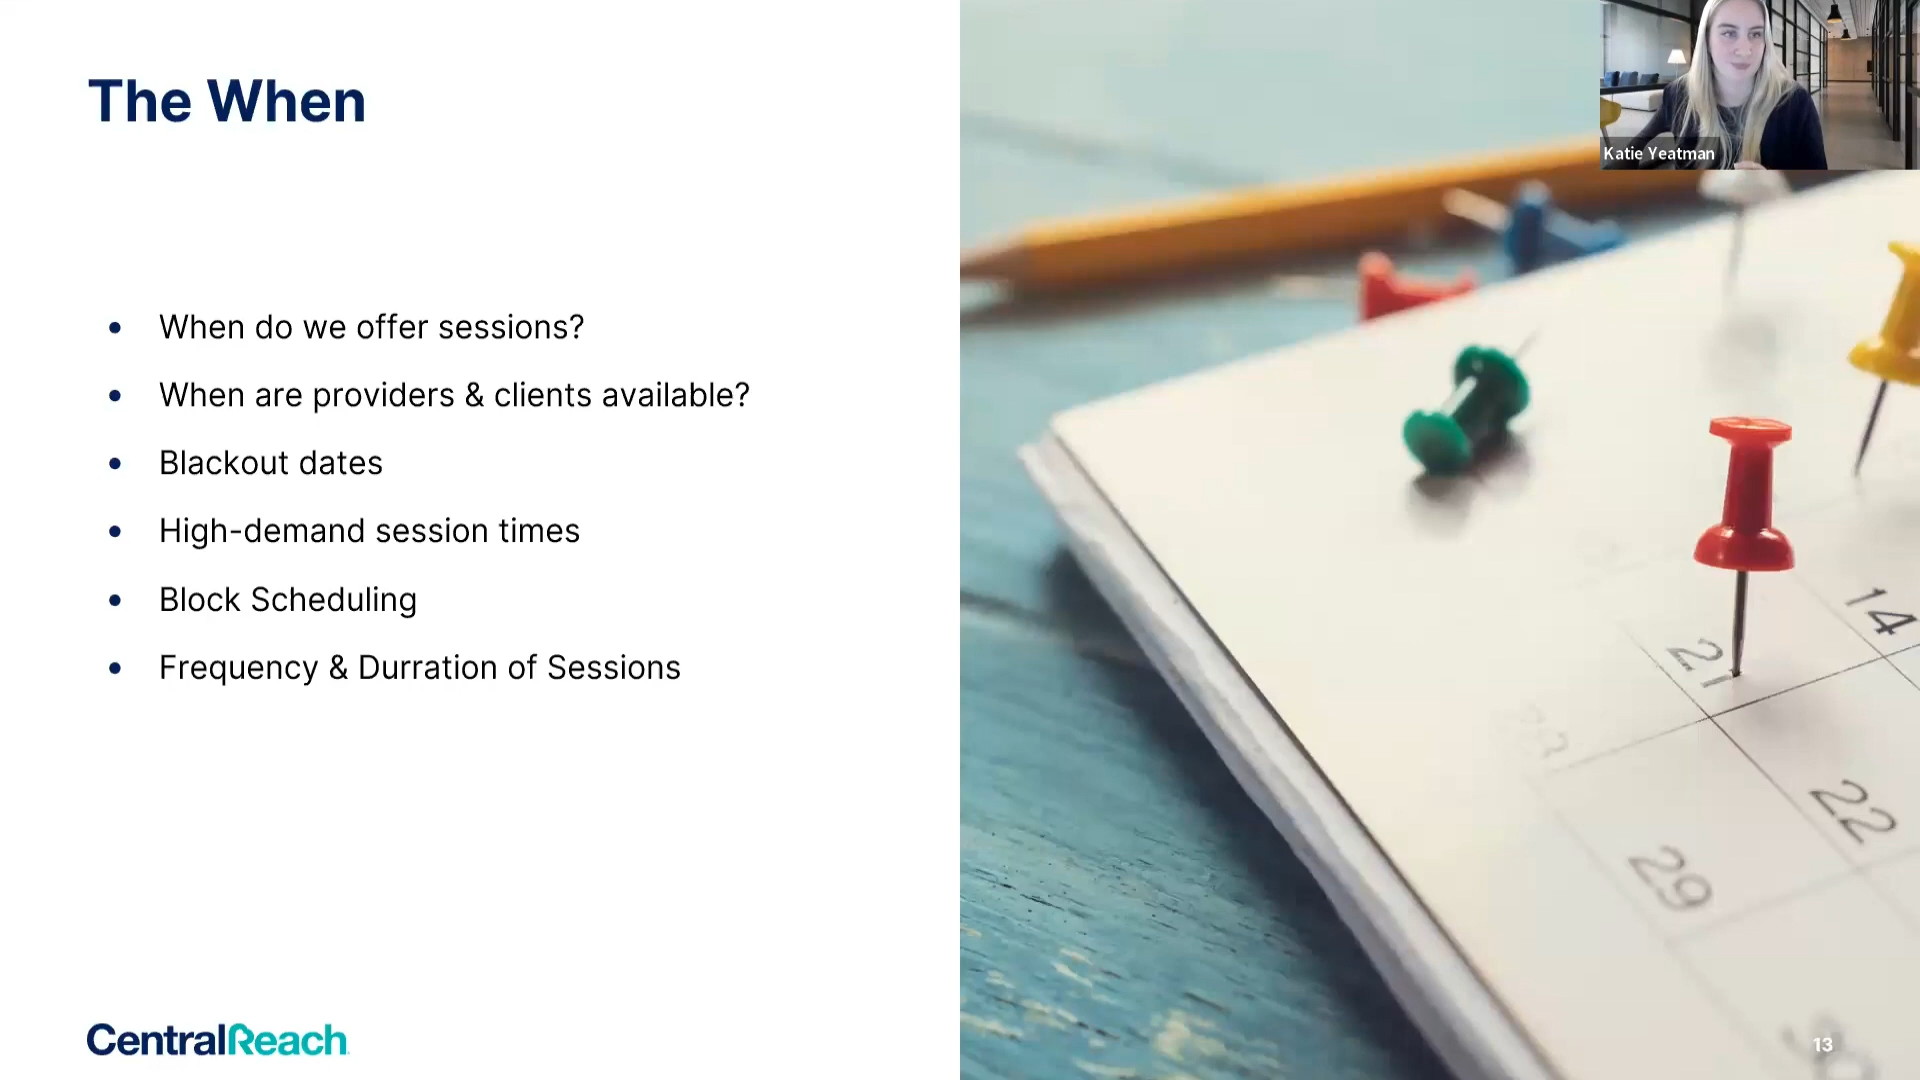 The When
When do we offer sessions?
When are providers & clients available?
Blackout dates
High-demand session times
Block Scheduling
Frequency & Durration of Sessions
CentralReach
Katie Yeatman
14
21
22
29
13